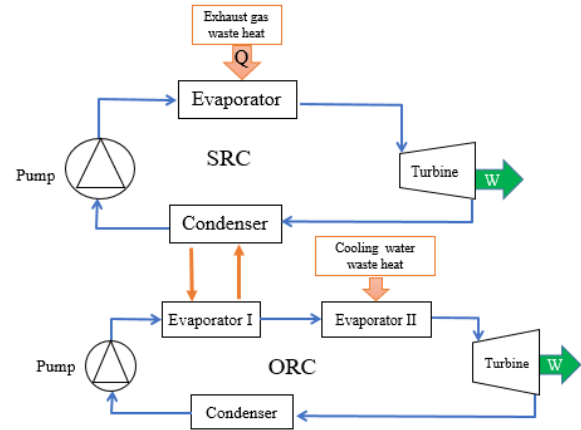 Exhaust gas
waste heat
Q
Evaporator
SRC
Pump
Turbine
W
Condenser
Cooling water
waste heat
Evaporator I
Evaporator II
Pump
ORC
Turbine
W
Condenser